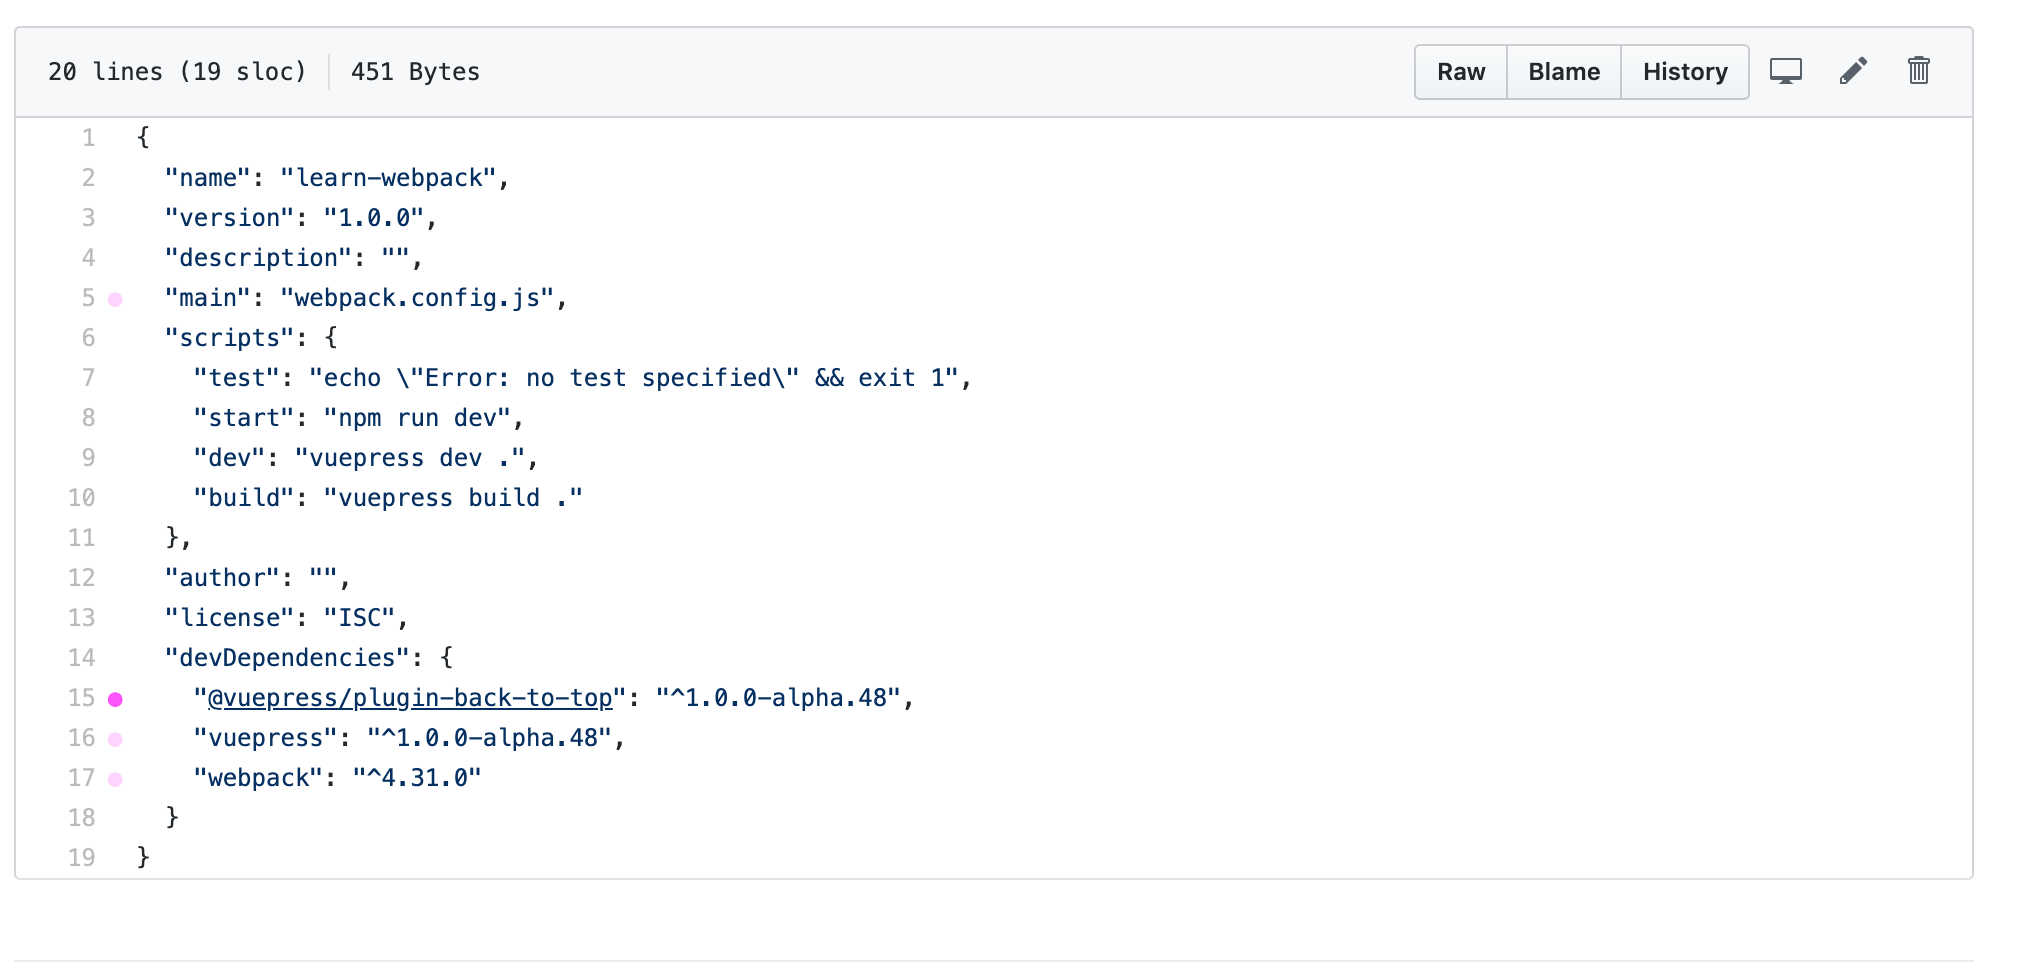 20 lines (19 sloc) 451 Bytes Raw Blame History
1 {
2   "name": "learn-webpack",
3   "version": "1.0.0",
4   "description": "",
5   "main": "webpack.config.js",
6   "scripts": {
7     "test": "echo \"Error: no test specified\" && exit 1",
8     "start": "npm run dev",
9     "dev": "vuepress dev .",
10     "build": "vuepress build ."
11   },
12   "author": "",
13   "license": "ISC",
14   "devDependencies": {
15     "@vuepress/plugin-back-to-top": "^1.0.0-alpha.48",
16     "vuepress": "^1.0.0-alpha.48",
17     "webpack": "^4.31.0"
18   }
19 }